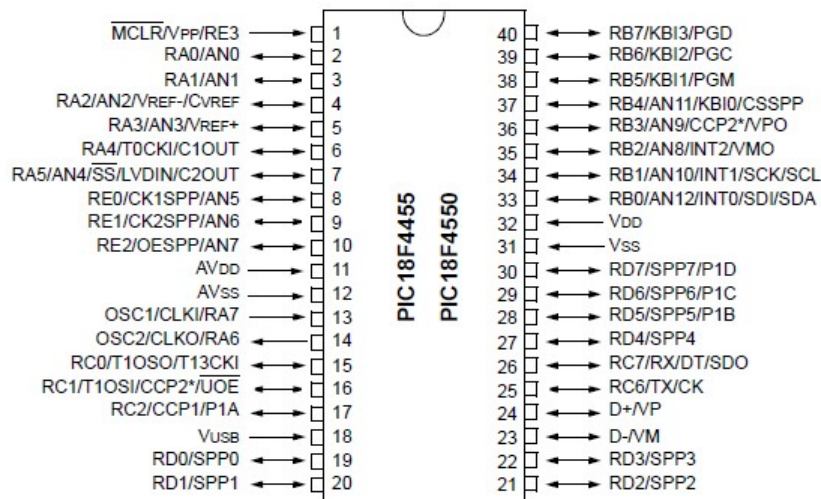 MCLR/VPP/RE3 1
RA0/AN0 2
RA1/AN1 3
RA2/AN2/VREF-/CVREF 4
RA3/AN3/VREF+ 5
RA4/T0CKI/C1OUT 6
RA5/AN4/SS/LVDIN/C2OUT 7
RE0/CK1SPP/AN5 8
RE1/CK2SPP/AN6 9
RE2/OESPP/AN7 10
AVDD 11
AVSS 12
OSC1/CLKI/RA7 13
OSC2/CLKO/RA6 14
RC0/T1OSO/T13CKI 15
RC1/T1OSI/CCP2*/UOE 16
RC2/CCP1/P1A 17
VUSB 18
RD0/SPP0 19
RD1/SPP1 20
PIC18F4455
PIC18F4550
40 RB7/KBI3/PGD
39 RB6/KBI2/PGC
38 RB5/KBI1/PGM
37 RB4/AN11/KBI0/CSSPP
36 RB3/AN9/CCP2*/VPO
35 RB2/AN8/INT2/VMO
34 RB1/AN10/INT1/SCK/SCL
33 RB0/AN12/INT0/SDI/SDA
32 VDD
31 VSS
30 RD7/SPP7/P1D
29 RD6/SPP6/P1C
28 RD5/SPP5/P1B
27 RD4/SPP4
26 RC7/RX/DT/SDO
25 RC6/TX/CK
24 D+/VP
23 D-/VM
22 RD3/SPP3
21 RD2/SPP2